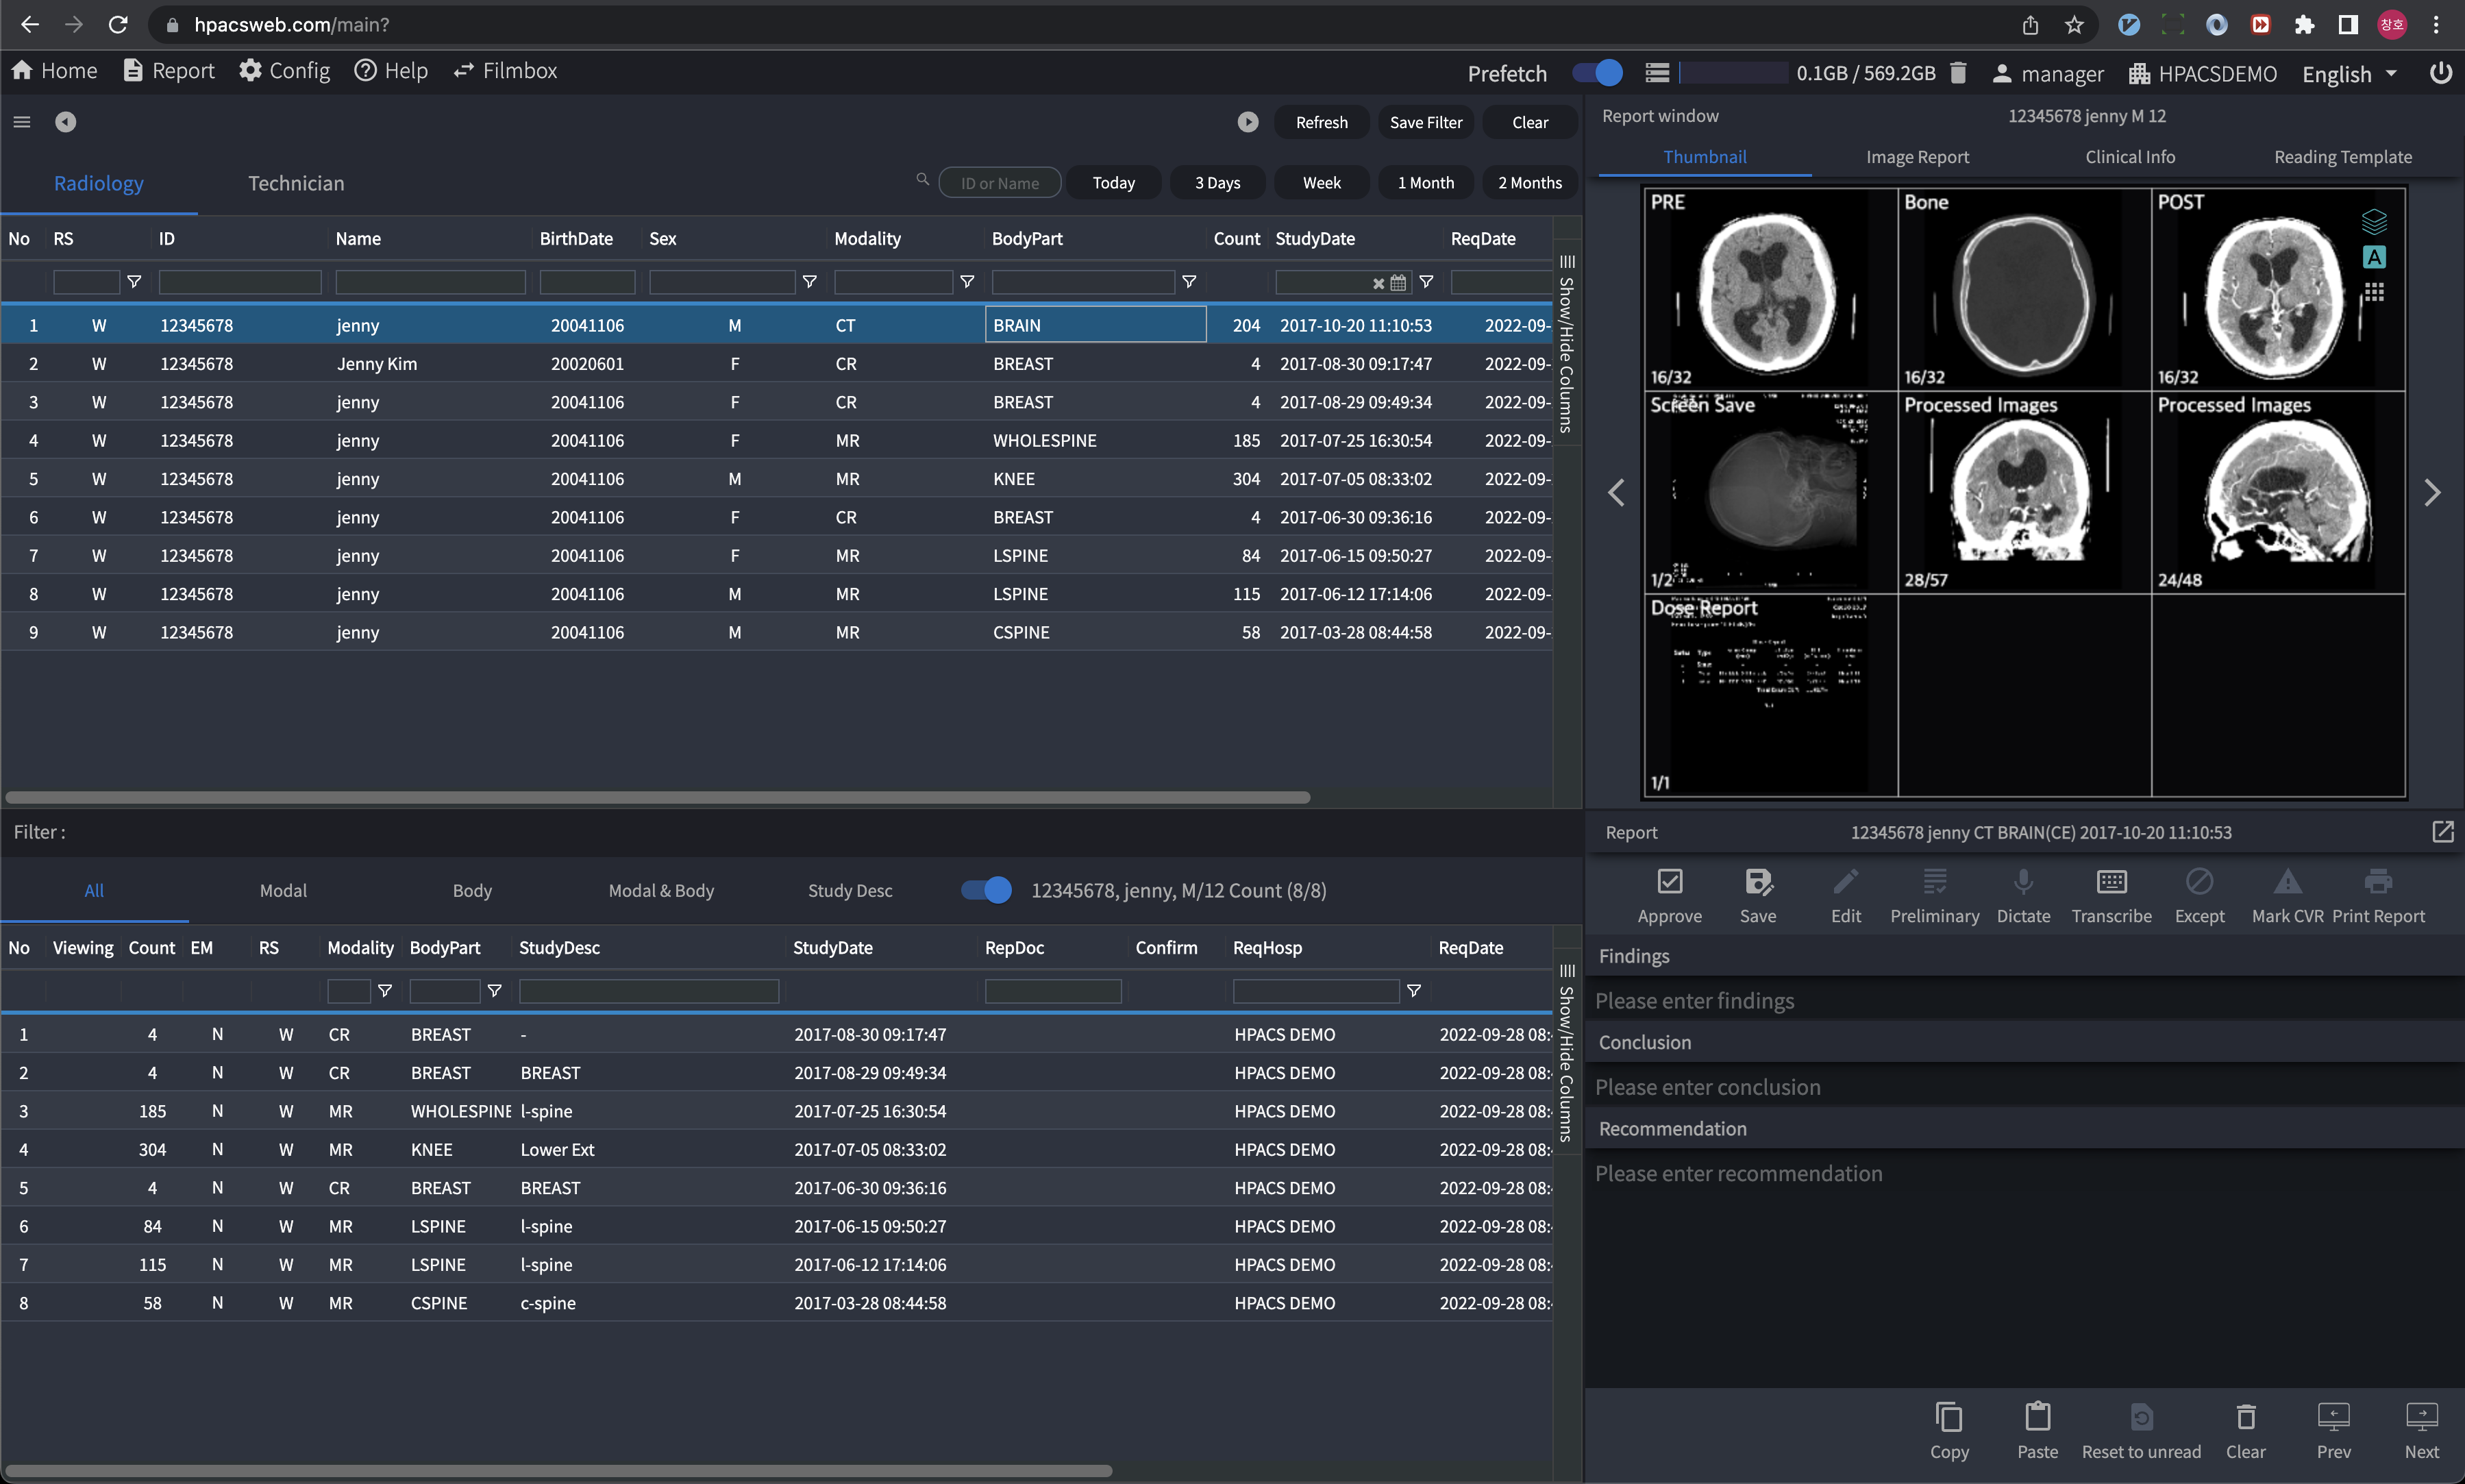 hpacsweb.com/main?
창호
Home Report Config Help Filmbox
Prefetch 0.1GB / 569.2GB manager HPACSDEMO English
Refresh Save Filter Clear
Radiology Technician
ID or Name Today 3 Days Week 1 Month 2 Months
No RS ID Name BirthDate Sex Modality BodyPart Count StudyDate ReqDate
1 W 12345678 jenny 20041106 M CT BRAIN 204 2017-10-20 11:10:53 2022-09-
2 W 12345678 Jenny Kim 20020601 F CR BREAST 4 2017-08-30 09:17:47 2022-09-
3 W 12345678 jenny 20041106 F CR BREAST 4 2017-08-29 09:49:34 2022-09-
4 W 12345678 jenny 20041106 F MR WHOLESPINE 185 2017-07-25 16:30:54 2022-09-
5 W 12345678 jenny 20041106 M MR KNEE 304 2017-07-05 08:33:02 2022-09-
6 W 12345678 jenny 20041106 F CR BREAST 4 2017-06-30 09:36:16 2022-09-
7 W 12345678 jenny 20041106 F MR LSPINE 84 2017-06-15 09:50:27 2022-09-
8 W 12345678 jenny 20041106 M MR LSPINE 115 2017-06-12 17:14:06 2022-09-
9 W 12345678 jenny 20041106 M MR CSPINE 58 2017-03-28 08:44:58 2022-09-
Show/Hide Columns
Filter :
All Modal Body Modal & Body Study Desc 12345678, jenny, M/12 Count (8/8)
No Viewing Count EM RS Modality BodyPart StudyDesc StudyDate RepDoc Confirm ReqHosp ReqDate
1 4 N W CR BREAST - 2017-08-30 09:17:47 HPACS DEMO 2022-09-28 08:
2 4 N W CR BREAST BREAST 2017-08-29 09:49:34 HPACS DEMO 2022-09-28 08:
3 185 N W MR WHOLESPINE l-spine 2017-07-25 16:30:54 HPACS DEMO 2022-09-28 08:
4 304 N W MR KNEE Lower Ext 2017-07-05 08:33:02 HPACS DEMO 2022-09-28 08:
5 4 N W CR BREAST BREAST 2017-06-30 09:36:16 HPACS DEMO 2022-09-28 08:
6 84 N W MR LSPINE l-spine 2017-06-15 09:50:27 HPACS DEMO 2022-09-28 08:
7 115 N W MR LSPINE l-spine 2017-06-12 17:14:06 HPACS DEMO 2022-09-28 08:
8 58 N W MR CSPINE c-spine 2017-03-28 08:44:58 HPACS DEMO 2022-09-28 08:
Show/Hide Columns
Report window 12345678 jenny M 12
Thumbnail Image Report Clinical Info Reading Template
PRE Bone POST
A
16/32 16/32 16/32
Screen Save Processed Images Processed Images
1/2 28/57 24/48
Dose Report
1/1
Report 12345678 jenny CT BRAIN(CE) 2017-10-20 11:10:53
Approve Save Edit Preliminary Dictate Transcribe Except Mark CVR Print Report
Findings
Please enter findings
Conclusion
Please enter conclusion
Recommendation
Please enter recommendation
Copy Paste Reset to unread Clear Prev Next